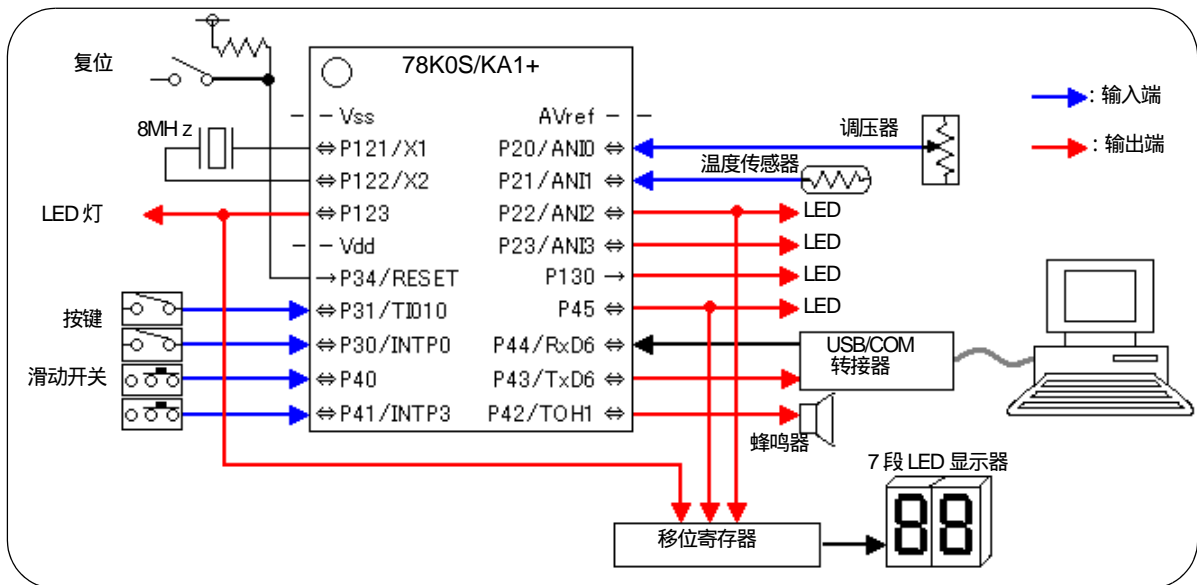 复位
78K0S/KA1+
8MHz
Vss
AVref
P121/X1
P20/ANI0
P122/X2
P21/ANI1
P123
P22/ANI2
Vdd
P23/ANI3
P34/RESET
P130
P31/TI010
P45
P30/INTP0
P44/RxD6
P40
P43/TxD6
P41/INTP3
P42/TOH1
LED 灯
按键
滑动开关
调压器
温度传感器
LED
LED
LED
LED
USB/COM
转接器
蜂鸣器
7 段 LED 显示器
88
移位寄存器
: 输入端
: 输出端